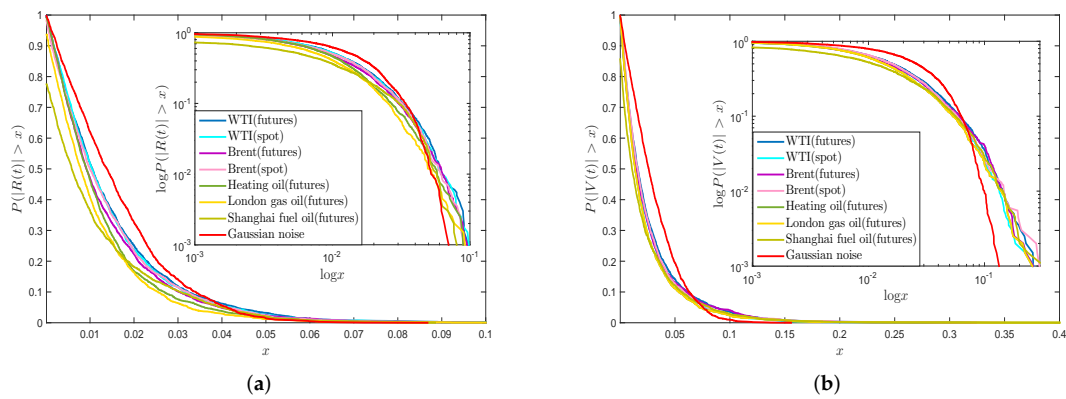 1
0.9
0.8
0.7
0.6
0.5
0.4
0.3
0.2
0.1
0
P(|R(t)| > x)
0.01 0.02 0.03 0.04 0.05 0.06 0.07 0.08 0.09 0.1
x
10^0
10^-1
10^-2
10^-3
logP(|R(t)| > x)
10^-3 10^-2 10^-1
logx
WTI(futures)
WTI(spot)
Brent(futures)
Brent(spot)
Heating oil(futures)
London gas oil(futures)
Shanghai fuel oil(futures)
Gaussian noise
(a)
1
0.9
0.8
0.7
0.6
0.5
0.4
0.3
0.2
0.1
0
P(|V(t)| > x)
0.05 0.1 0.15 0.2 0.25 0.3 0.35 0.4
x
10^0
10^-1
10^-2
10^-3
logP(|V(t)| > x)
10^-3 10^-2 10^-1
logx
WTI(futures)
WTI(spot)
Brent(futures)
Brent(spot)
Heating oil(futures)
London gas oil(futures)
Shanghai fuel oil(futures)
Gaussian noise
(b)